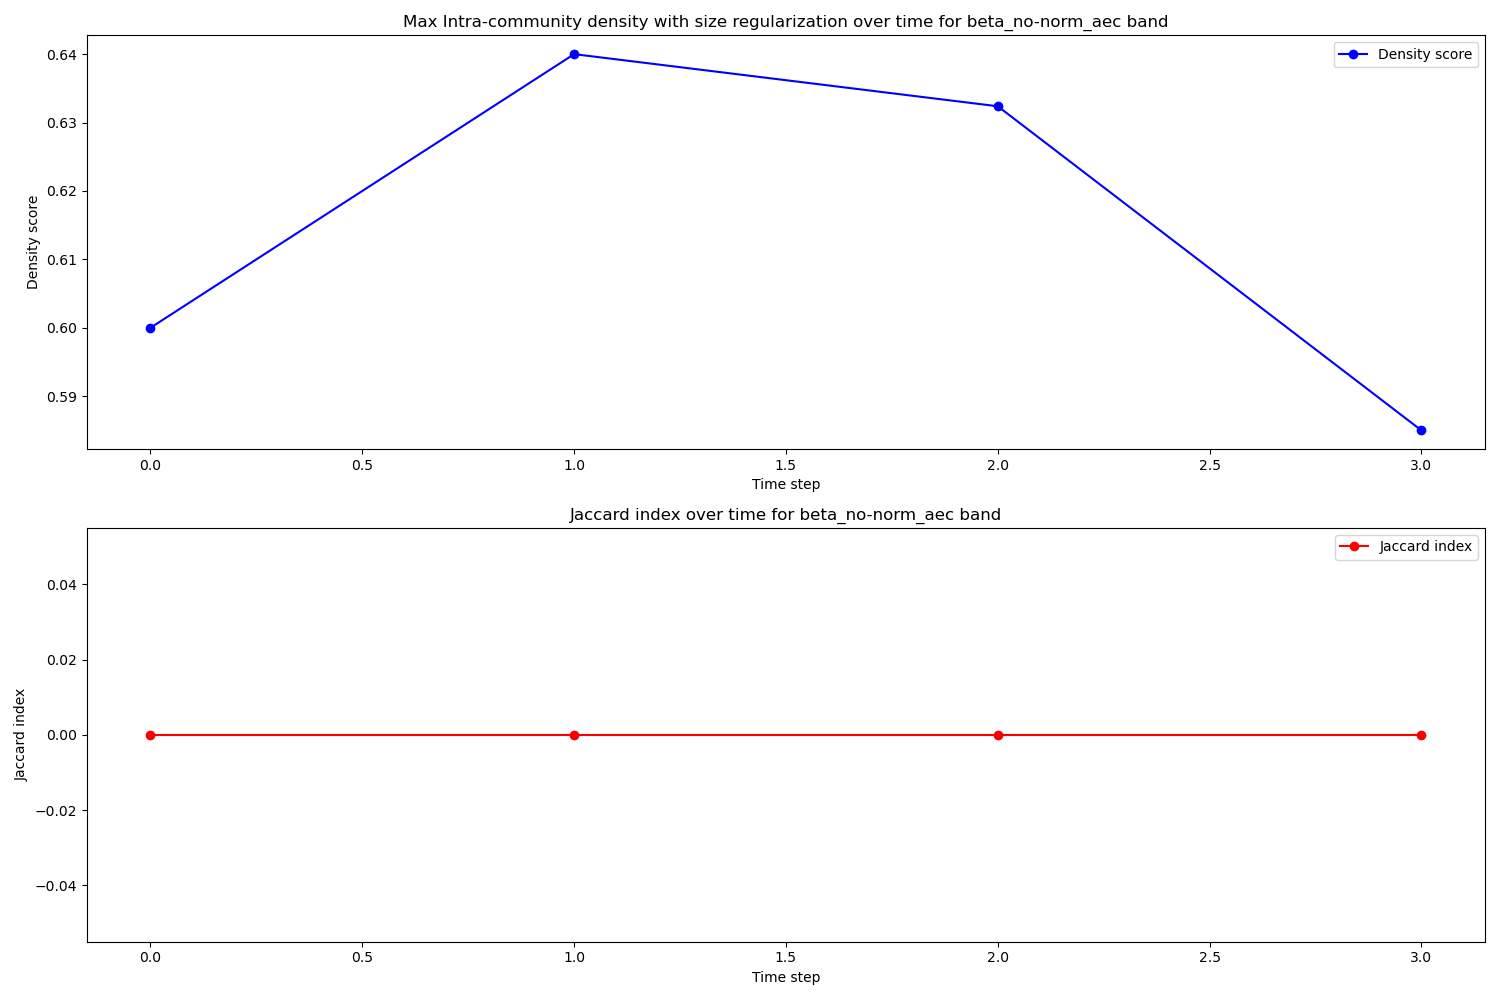 Max Intra-community density with size regularization over time for beta_no-norm_aec band
Density score
0.64
0.63
0.62
0.61
0.60
0.59
Density score
0.0 0.5 1.0 1.5 2.0 2.5 3.0
Time step
Jaccard index over time for beta_no-norm_aec band
Jaccard index
0.04
0.02
0.00
−0.02
−0.04
Jaccard index
0.0 0.5 1.0 1.5 2.0 2.5 3.0
Time step